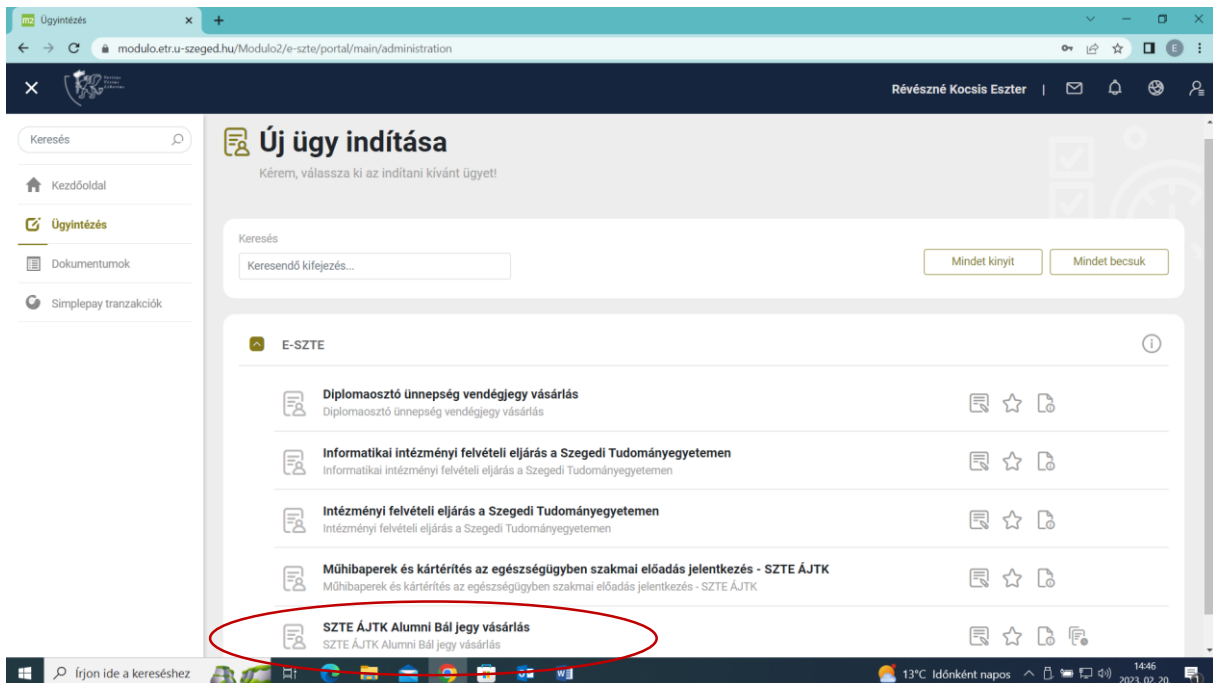 Ügyintézés
modulo.etr.u-szeged.hu/Modulo2/e-szte/portal/main/administration
E
Révészné Kocsis Eszter |
Keresés
Kezdőoldal
Ügyintézés
Dokumentumok
Simplepay tranzakciók
Új ügy indítása
Kérem, válassza ki az indítani kívánt ügyet!
Keresés
Keresendő kifejezés...
Mindet kinyit
Mindet becsuk
E-SZTE
Diplomaosztó ünnepség vendégjegy vásárlás
Diplomaosztó ünnepség vendégjegy vásárlás
Informatikai intézményi felvételi eljárás a Szegedi Tudományegyetemen
Informatikai intézményi felvételi eljárás a Szegedi Tudományegyetemen
Intézményi felvételi eljárás a Szegedi Tudományegyetemen
Intézményi felvételi eljárás a Szegedi Tudományegyetemen
Műhibaperek és kártérítés az egészségügyben szakmai előadás jelentkezés - SZTE ÁJTK
Műhibaperek és kártérítés az egészségügyben szakmai előadás jelentkezés - SZTE ÁJTK
SZTE ÁJTK Alumni Bál jegy vásárlás
SZTE ÁJTK Alumni Bál jegy vásárlás
Írjon ide a kereséshez
13°C Időnként napos
14:46
2023. 02. 20.